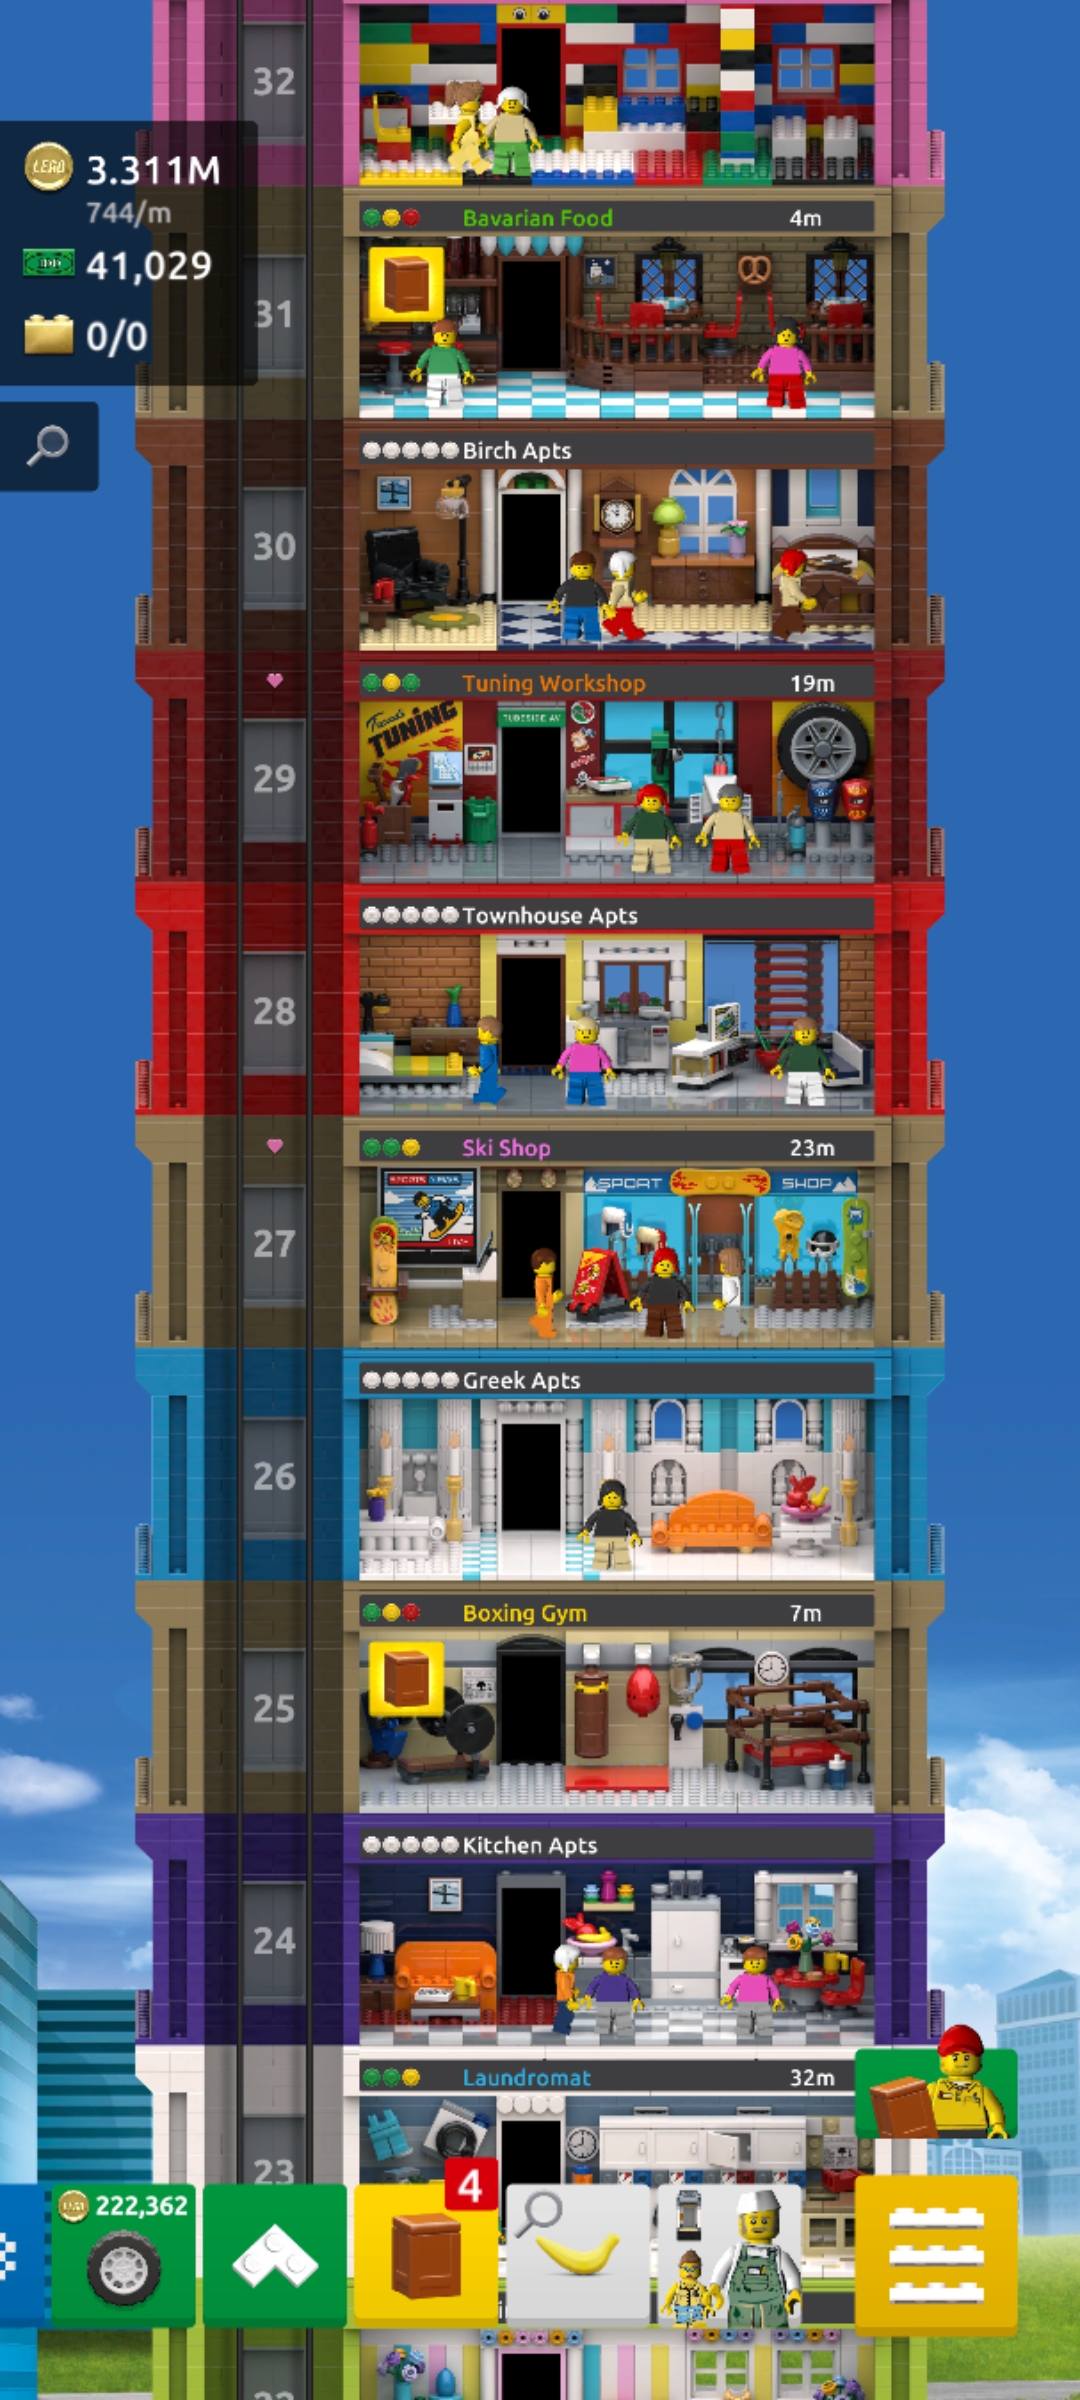 32
LEGO 3.311M
744/m
41,029
0/0
Bavarian Food 4m
31
Birch Apts
30
Tuning Workshop 19m
TUNING
TUBESIDE AV
29
Townhouse Apts
28
Ski Shop 23m
SPORT SHOP
27
Greek Apts
26
Boxing Gym 7m
25
Kitchen Apts
24
Laundromat 32m
23
4
LEGO 222,362